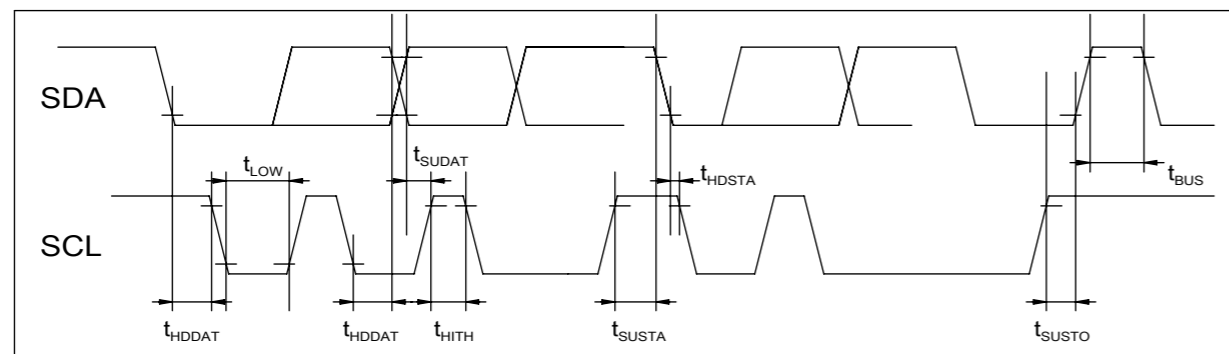 SDA
tLOW
tSUDAT
tHDSTA
tBUS
SCL
tHDDAT
tHDDAT
tHITH
tSUSTA
tSUSTO